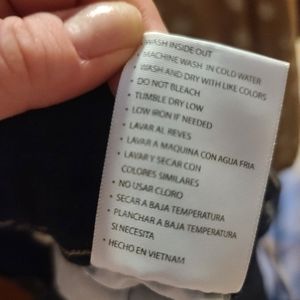 WASH INSIDE OUT
• MACHINE WASH IN COLD WATER
• WASH AND DRY WITH LIKE COLORS
• DO NOT BLEACH
• TUMBLE DRY LOW
• LOW IRON IF NEEDED
• LAVAR AL REVES
• LAVAR A MAQUINA CON AGUA FRIA
• LAVAR Y SECAR CON
COLORES SIMILARES
• NO USAR CLORO
• SECAR A BAJA TEMPERATURA
• PLANCHAR A BAJA TEMPERATURA
SI NECESITA
• HECHO EN VIETNAM